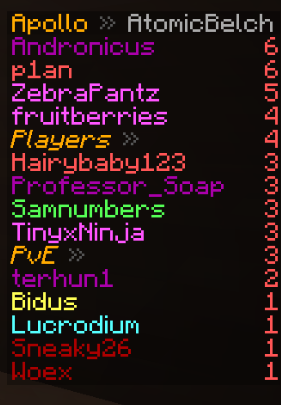 Apollo » AtomicBelch
Andronicus 6
p1an 6
ZebraPantz 5
fruitberries 4
Players » 4
Hairybaby123 3
Professor_Soap 3
Samnumbers 3
TinyxNinja 3
PvE » 3
terhun1 2
Bidus 1
Lucrodium 1
Sneaky26 1
Woex 1